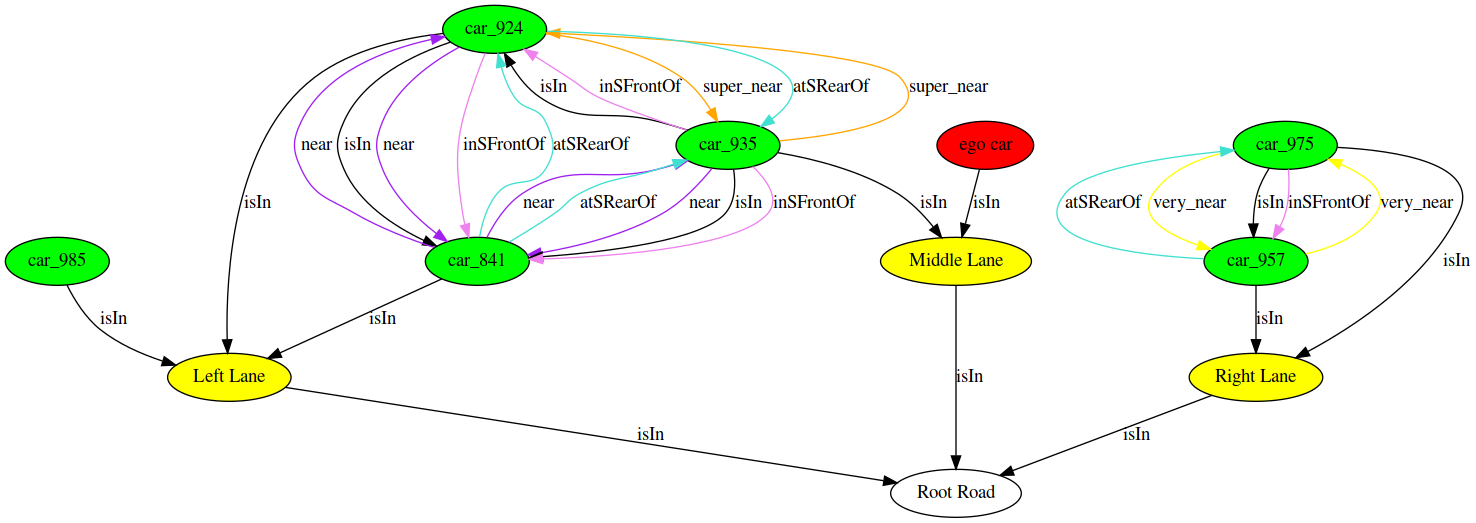 car_924
isIn
inSFrontOf
super_near
atSRearOf
super_near
near
isIn
near
inSFrontOf
atSRearOf
car_935
ego car
car_975
isIn
near
atSRearOf
near
isIn
inSFrontOf
isIn
isIn
atSRearOf
very_near
isIn
inSFrontOf
very_near
car_985
car_841
Middle Lane
car_957
isIn
isIn
isIn
isIn
Left Lane
isIn
Right Lane
isIn
isIn
Root Road